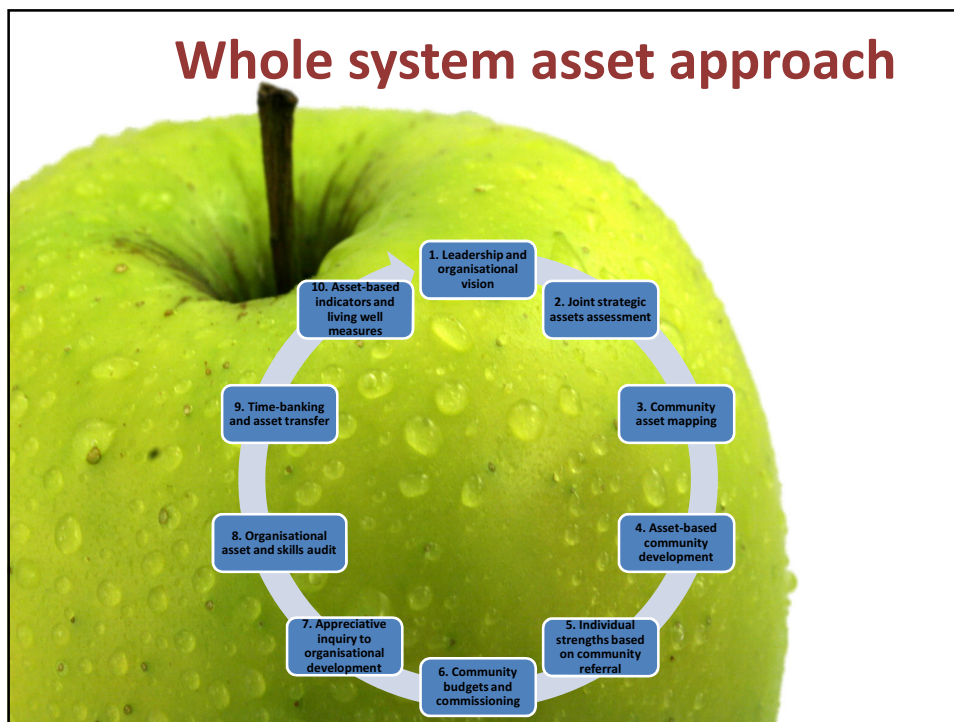 Whole system asset approach
1. Leadership and
organisational
vision
2. Joint strategic
assets assessment
3. Community
asset mapping
4. Asset-based
community
development
5. Individual
strengths based
on community
referral
6. Community
budgets and
commissioning
7. Appreciative
inquiry to
organisational
development
8. Organisational
asset and skills audit
9. Time-banking
and asset transfer
10. Asset-based
indicators and
living well
measures